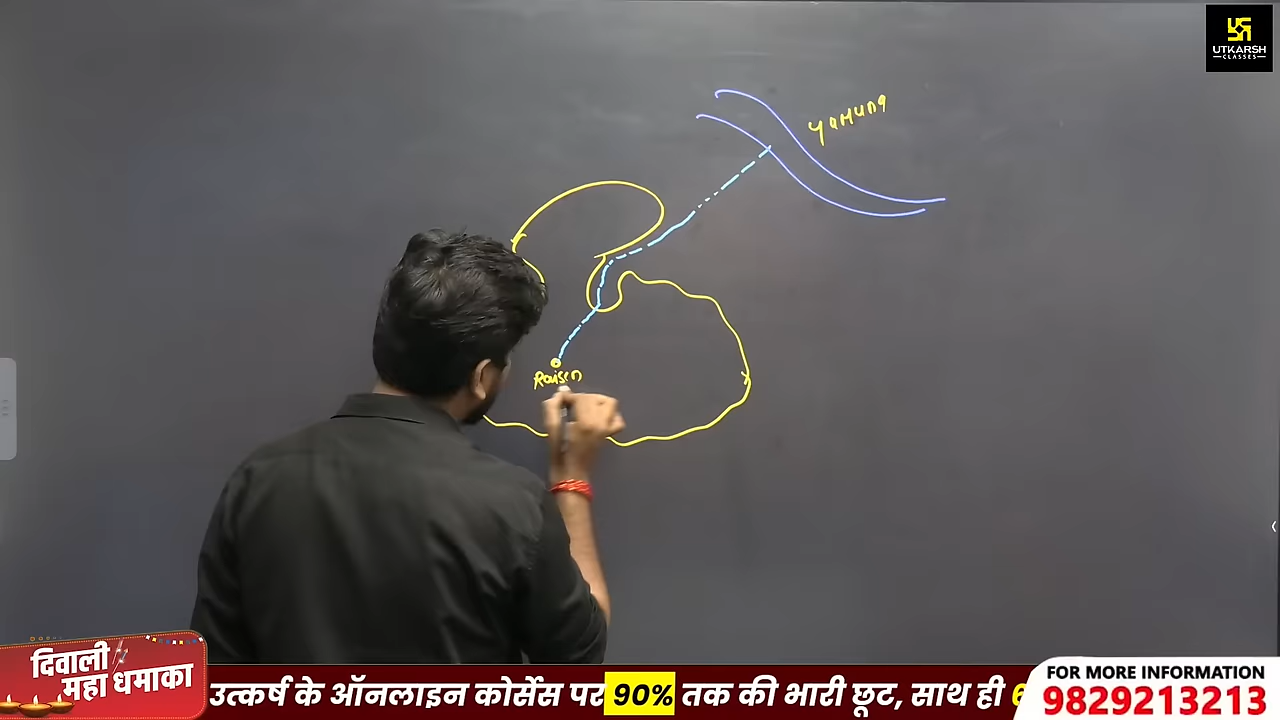 UTKARSH
CLASSES
Yamuna
Raisen
दिवाली
महा धमाका
उत्कर्ष के ऑनलाइन कोर्सेस पर 90% तक की भारी छूट, साथ ही
FOR MORE INFORMATION
9829213213